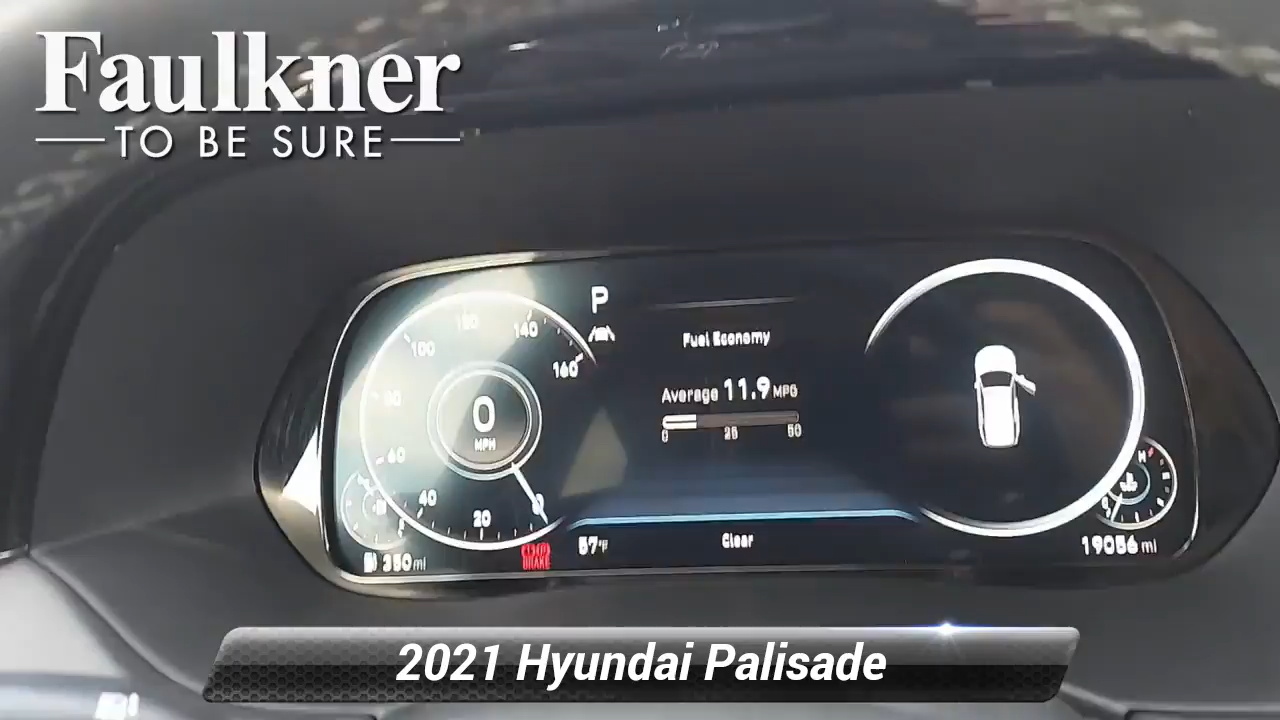 Faulkner
TO BE SURE
P
Fuel Economy
Average 11.9 MPG
0 25 50
0
MPH
20
40
60
80
100
120
140
160
0
H
350 mi
BRAKE
57°F
Clear
19056 mi
2021 Hyundai Palisade